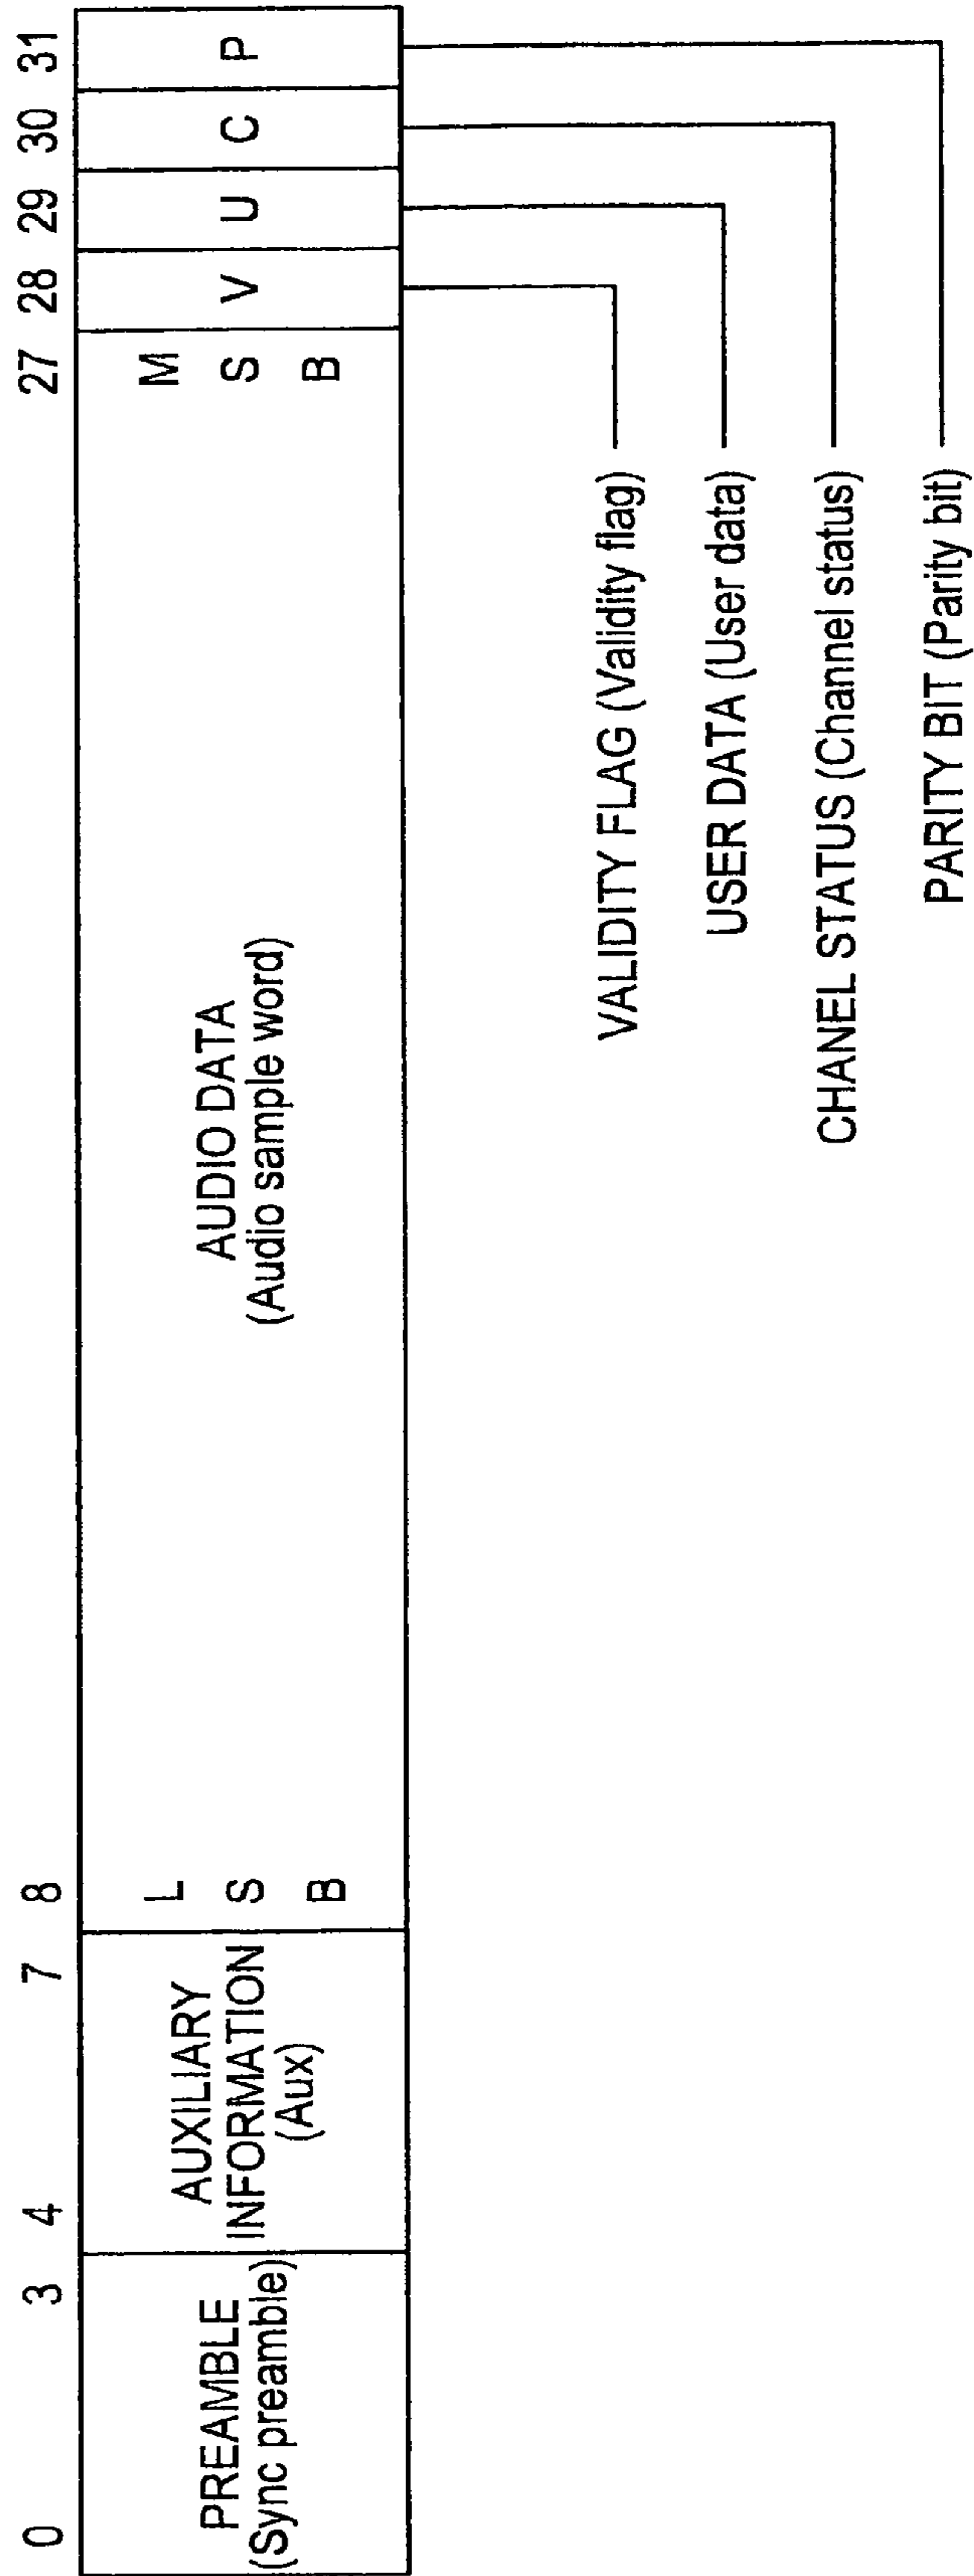 0 3 4 7 8 27 28 29 30 31
PREAMBLE
(Sync preamble)
AUXILIARY
INFORMATION
(Aux)
L
S
B
AUDIO DATA
(Audio sample word)
M
S
B
V U C P
VALIDITY FLAG (Validity flag)
USER DATA (User data)
CHANEL STATUS (Channel status)
PARITY BIT (Parity bit)